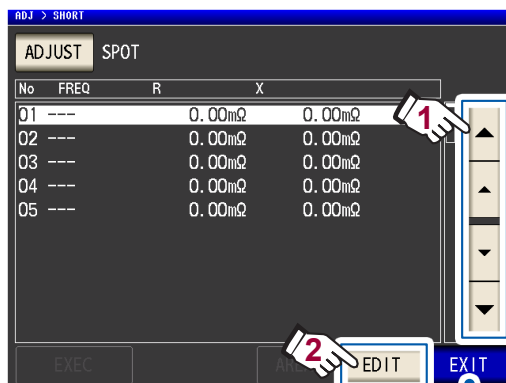 ADJ > SHORT
ADJUST SPOT
No FREQ R X
01 --- 0.00mΩ 0.00mΩ
02 --- 0.00mΩ 0.00mΩ
03 --- 0.00mΩ 0.00mΩ
04 --- 0.00mΩ 0.00mΩ
05 --- 0.00mΩ 0.00mΩ
1
2
EXEC EDIT EXIT